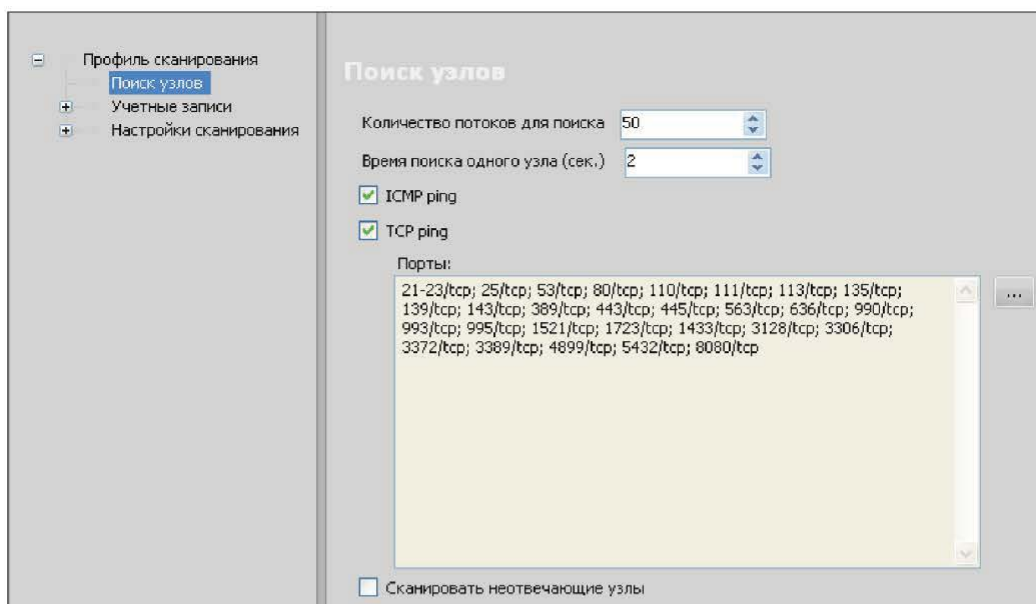 Профиль сканирования
Поиск узлов
Учетные записи
Настройки сканирования
Поиск узлов
Количество потоков для поиска 50
Время поиска одного узла (сек.) 2
ICMP ping
TCP ping
Порты:
21-23/tcp; 25/tcp; 53/tcp; 80/tcp; 110/tcp; 111/tcp; 113/tcp; 135/tcp;
139/tcp; 143/tcp; 389/tcp; 443/tcp; 445/tcp; 563/tcp; 636/tcp; 990/tcp;
993/tcp; 995/tcp; 1521/tcp; 1723/tcp; 1433/tcp; 3128/tcp; 3306/tcp;
3372/tcp; 3389/tcp; 4899/tcp; 5432/tcp; 8080/tcp
...
Сканировать неотвечающие узлы